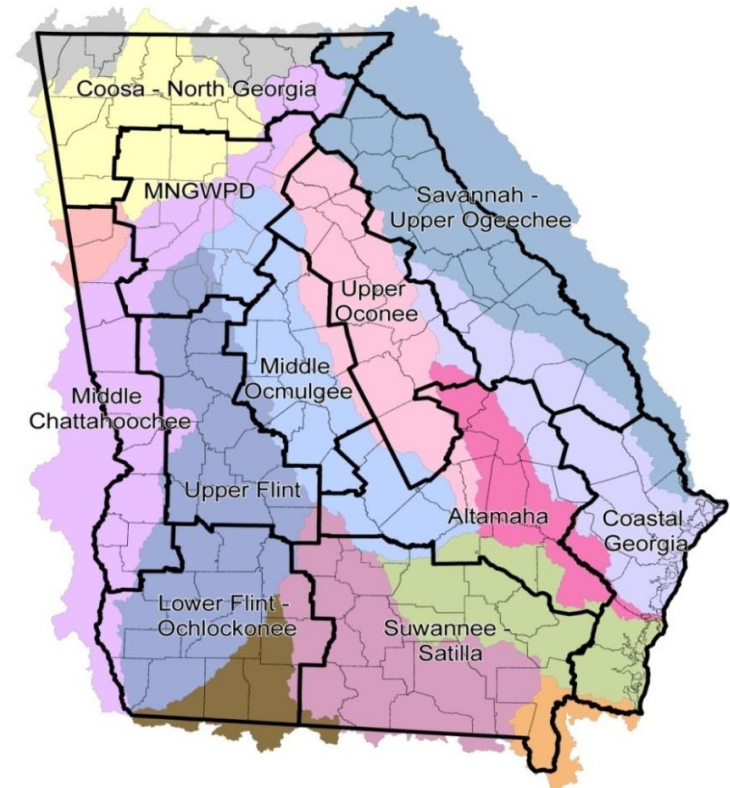 Coosa - North Georgia
MNGWPD
Savannah -
Upper Ogeechee
Upper
Oconee
Middle
Ocmulgee
Middle
Chattahoochee
Upper Flint
Altamaha
Coastal
Georgia
Lower Flint -
Ochlockonee
Suwannee -
Satilla